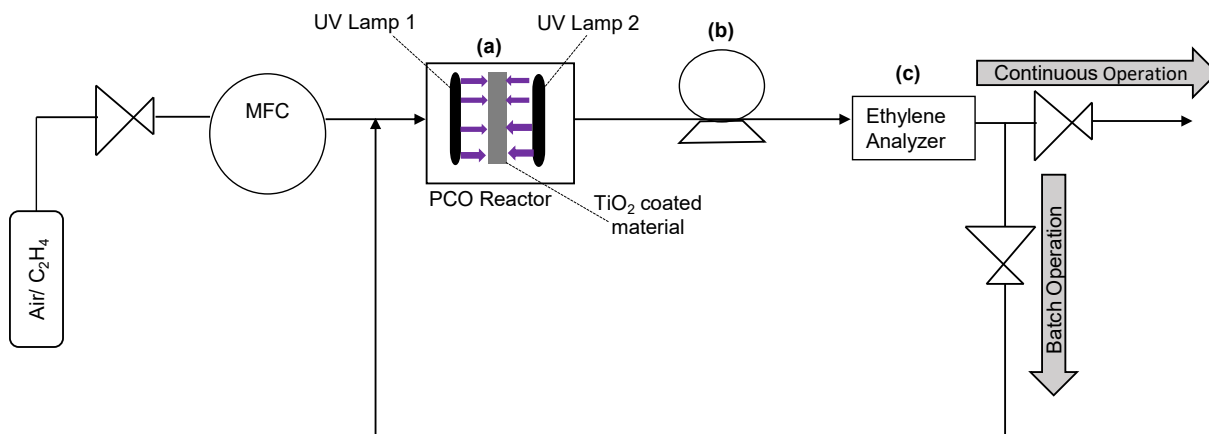 UV Lamp 1
UV Lamp 2
(a)
(b)
(c)
Continuous Operation
MFC
Ethylene
Analyzer
PCO Reactor
TiO₂ coated
material
Air/ C₂H₄
Batch Operation